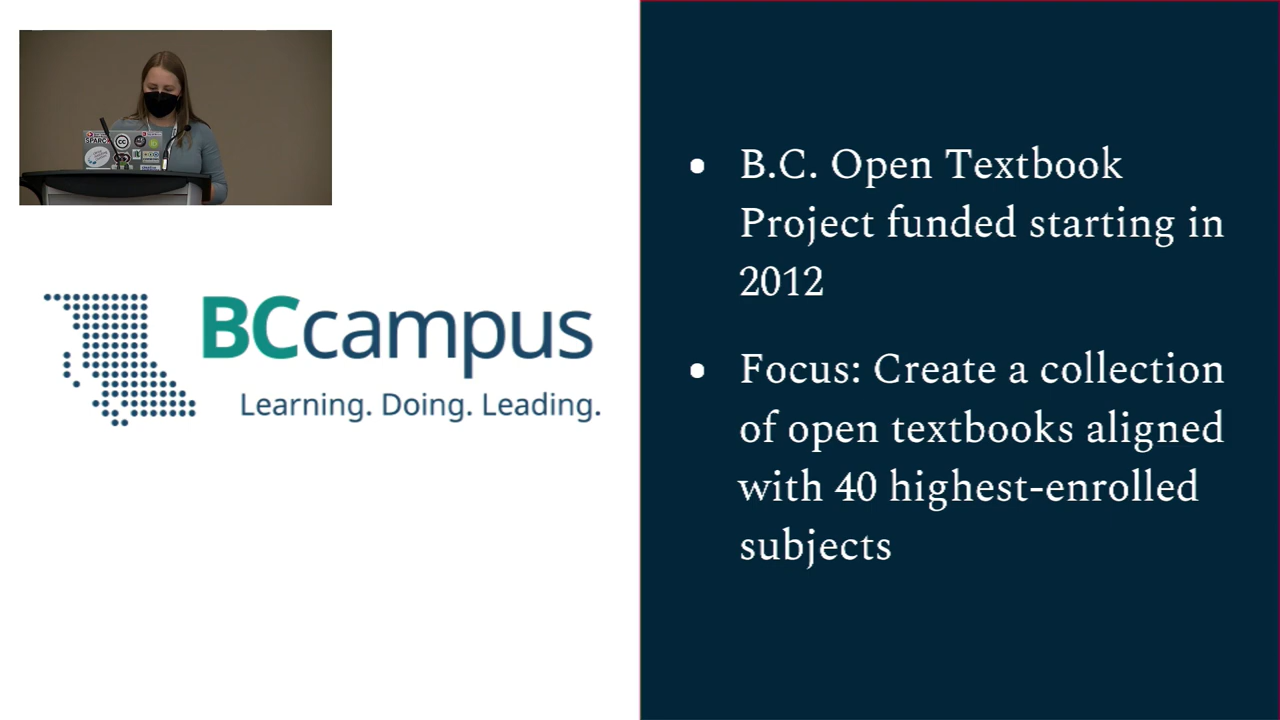 SPARC
BCcampus
Learning. Doing. Leading.
• B.C. Open Textbook
Project funded starting in
2012
• Focus: Create a collection
of open textbooks aligned
with 40 highest-enrolled
subjects